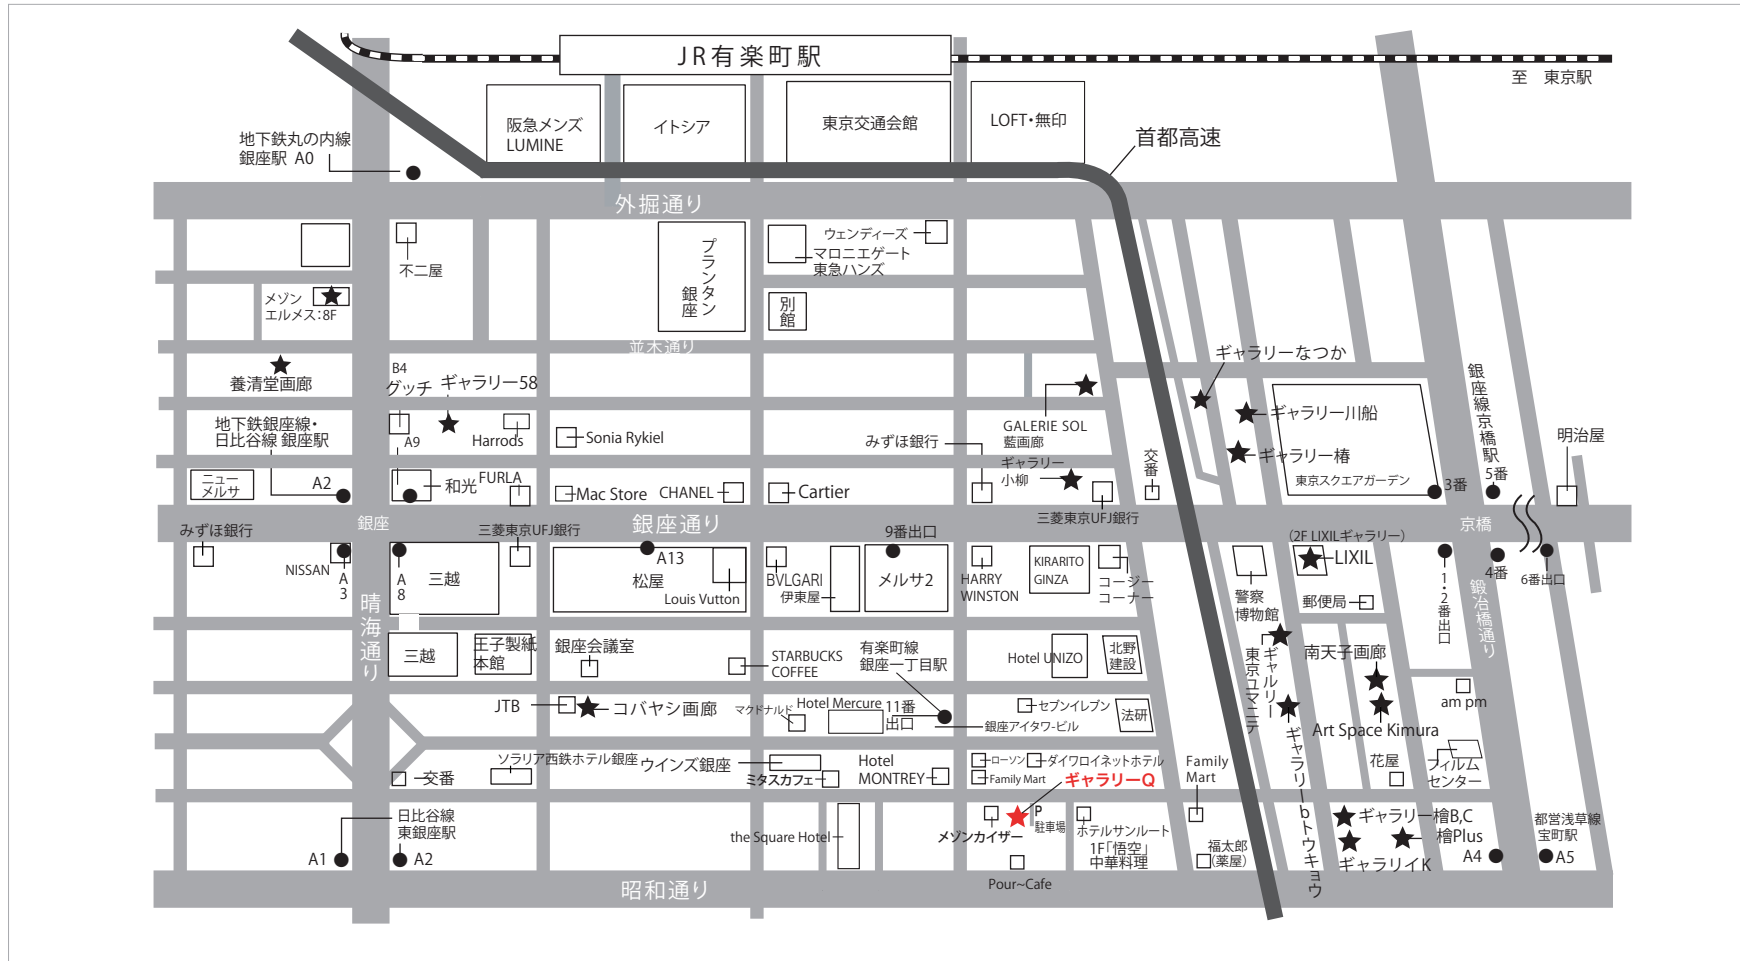 JR有楽町駅
至 東京駅
阪急メンズ
LUMINE
イトシア
東京交通会館
LOFT・無印
首都高速
地下鉄丸の内線
銀座駅 A0
外掘通り
不二屋
プランタン
銀座
ウェンディーズ
マロニエゲート
東急ハンズ
別館
メゾン
エルメス:8F
並木通り
養清堂画廊
B4
グッチ
ギャラリー58
ギャラリーなつか
ギャラリー川船
ギャラリー椿
東京スクエアガーデン
銀座線京橋駅
3番
5番
明治屋
地下鉄銀座線・
日比谷線 銀座駅
A2
A9
Harrods
Sonia Rykiel
みずほ銀行
GALERIE SOL
藍画廊
ギャラリー
小柳
交番
ニュー
メルサ
和光
FURLA
Mac Store
CHANEL
Cartier
三菱東京UFJ銀行
銀座
銀座通り
京橋
みずほ銀行
三菱東京UFJ銀行
9番出口
(2F LIXILギャラリー)
LIXIL
NISSAN
A3
A8
三越
松屋
A13
Louis Vutton
BVLGARI
伊東屋
メルサ2
HARRY
WINSTON
KIRARITO
GINZA
コージー
コーナー
警察
博物館
郵便局
1・2番出口
4番
6番出口
鍛冶橋通り
晴海通り
三越
王子製紙
本館
銀座会議室
STARBUCKS
COFFEE
有楽町線
銀座一丁目駅
Hotel UNIZO
北野
建設
ギャルリー
東京ユマニテ
南天子画廊
JTB
コバヤシ画廊
マクドナルド
Hotel Mercure
11番
出口
セブンイレブン
銀座アイタワービル
法研
am pm
Art Space Kimura
交番
ソラリア西鉄ホテル銀座
ウインズ銀座
ミタスカフェ
Hotel
MONTREY
ローソン
ダイワロイネットホテル
Family Mart
ギャラリーQ
Family
Mart
ギャラリーbトウキョウ
花屋
フィルム
センター
日比谷線
東銀座駅
A1
A2
the Square Hotel
メゾンカイザー
P
駐車場
ホテルサンルート
1F「悟空」
中華料理
福太郎
(薬屋)
ギャラリー檜B,C
檜Plus
ギャラリイK
都営浅草線
宝町駅
A4
A5
Pour~Cafe
昭和通り